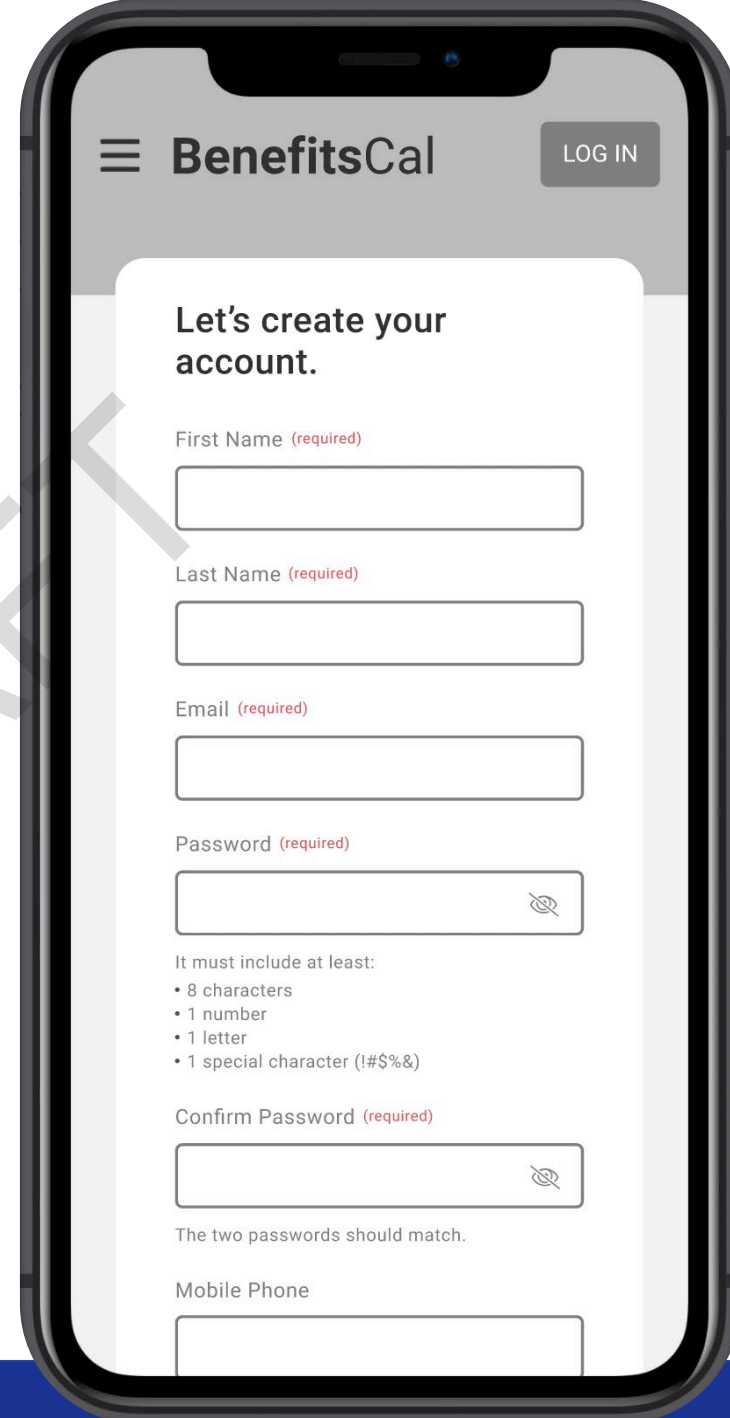 BenefitsCal
LOG IN
Let's create your
account.
First Name (required)
Last Name (required)
Email (required)
Password (required)
It must include at least:
• 8 characters
• 1 number
• 1 letter
• 1 special character (!#$%&)
Confirm Password (required)
The two passwords should match.
Mobile Phone